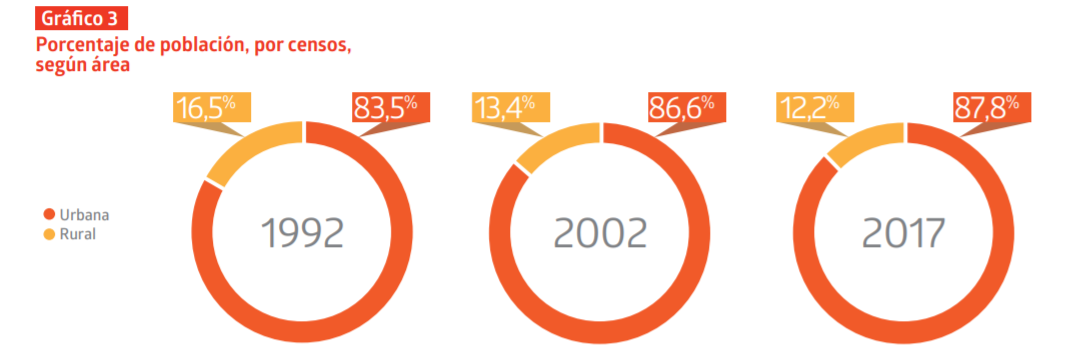 Gráfico 3
Porcentaje de población, por censos,
según área
16,5%
83,5%
13,4%
86,6%
12,2%
87,8%
Urbana
Rural
1992
2002
2017